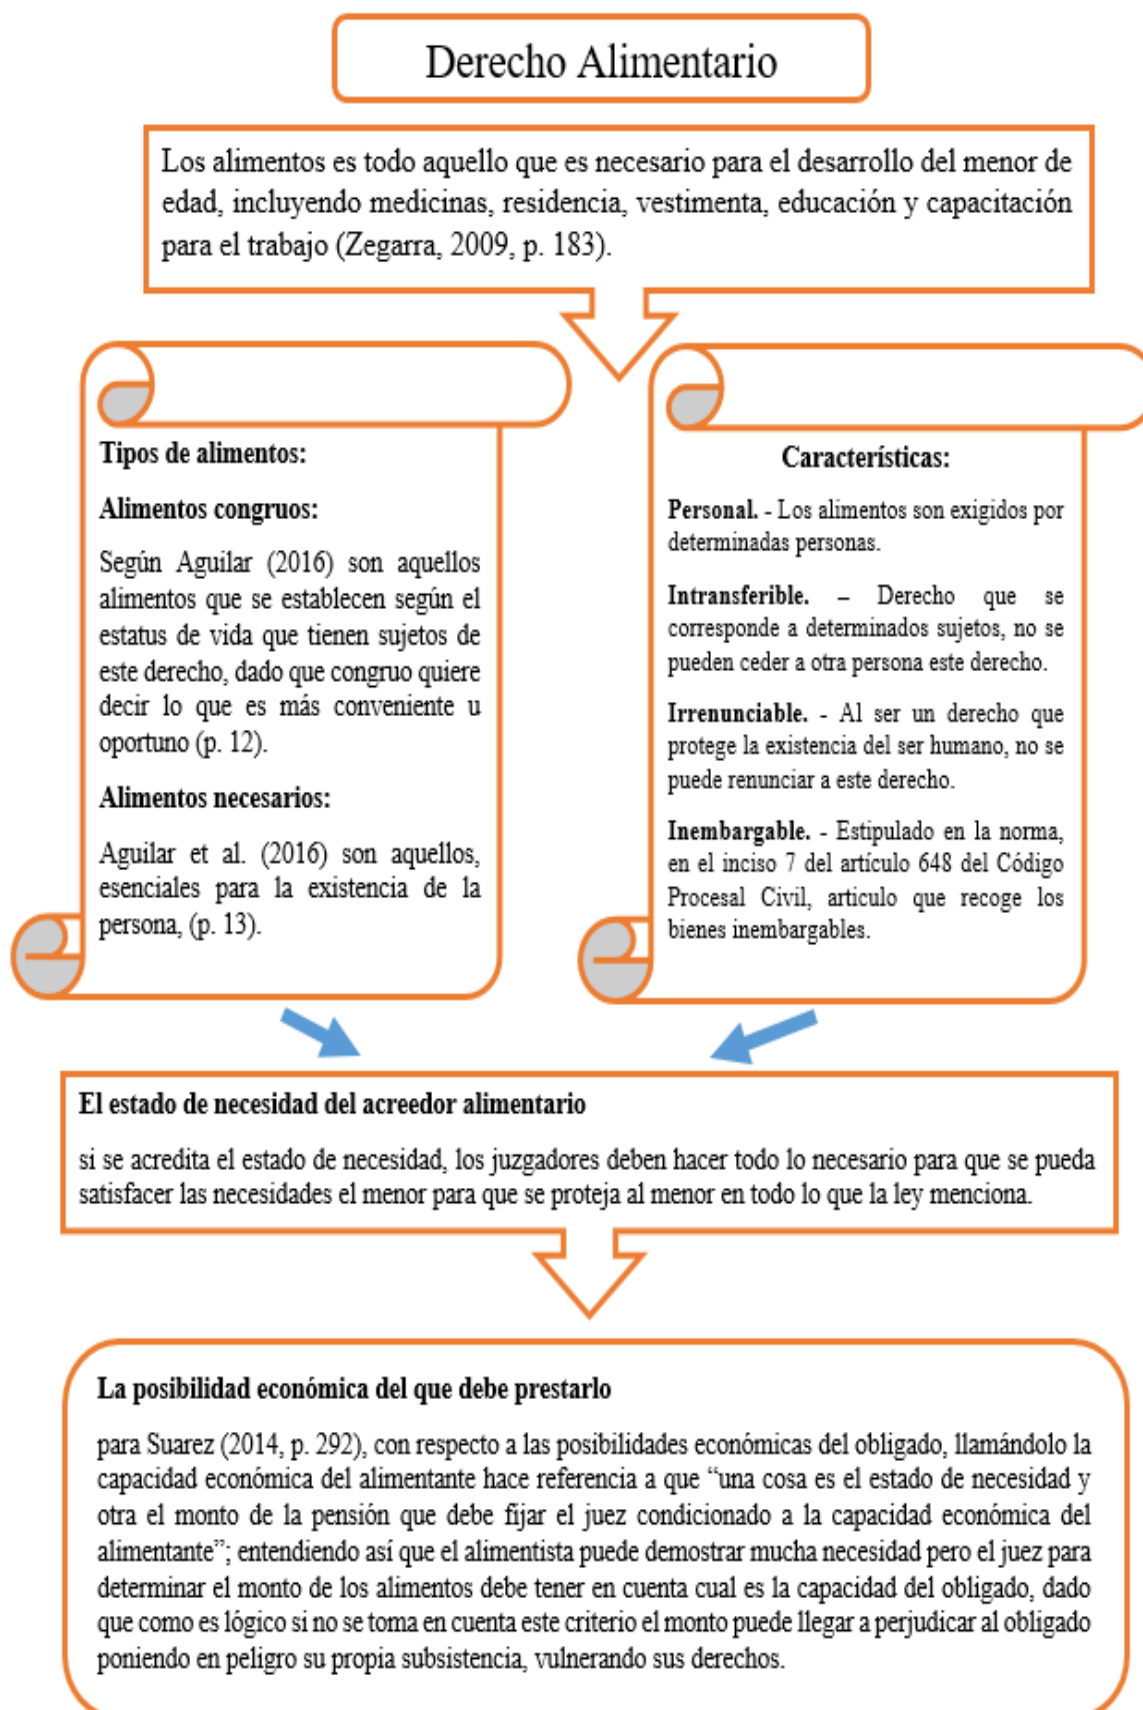 Derecho Alimentario
Los alimentos es todo aquello que es necesario para el desarrollo del menor de
edad, incluyendo medicinas, residencia, vestimenta, educación y capacitación
para el trabajo (Zegarra, 2009, p. 183).
Tipos de alimentos:
Alimentos congruos:
Según Aguilar (2016) son aquellos
alimentos que se establecen según el
estatus de vida que tienen sujetos de
este derecho, dado que congruo quiere
decir lo que es más conveniente u
oportuno (p. 12).
Alimentos necesarios:
Aguilar et al. (2016) son aquellos,
esenciales para la existencia de la
persona, (p. 13).
Características:
Personal. - Los alimentos son exigidos por
determinadas personas.
Intransferible. – Derecho que se
corresponde a determinados sujetos, no se
pueden ceder a otra persona este derecho.
Irrenunciable. - Al ser un derecho que
protege la existencia del ser humano, no se
puede renunciar a este derecho.
Inembargable. - Estipulado en la norma,
en el inciso 7 del artículo 648 del Código
Procesal Civil, articulo que recoge los
bienes inembargables.
El estado de necesidad del acreedor alimentario
si se acredita el estado de necesidad, los juzgadores deben hacer todo lo necesario para que se pueda
satisfacer las necesidades el menor para que se proteja al menor en todo lo que la ley menciona.
La posibilidad económica del que debe prestarlo
para Suarez (2014, p. 292), con respecto a las posibilidades económicas del obligado, llamándolo la
capacidad económica del alimentante hace referencia a que “una cosa es el estado de necesidad y
otra el monto de la pensión que debe fijar el juez condicionado a la capacidad económica del
alimentante”; entendiendo así que el alimentista puede demostrar mucha necesidad pero el juez para
determinar el monto de los alimentos debe tener en cuenta cual es la capacidad del obligado, dado
que como es lógico si no se toma en cuenta este criterio el monto puede llegar a perjudicar al obligado
poniendo en peligro su propia subsistencia, vulnerando sus derechos.